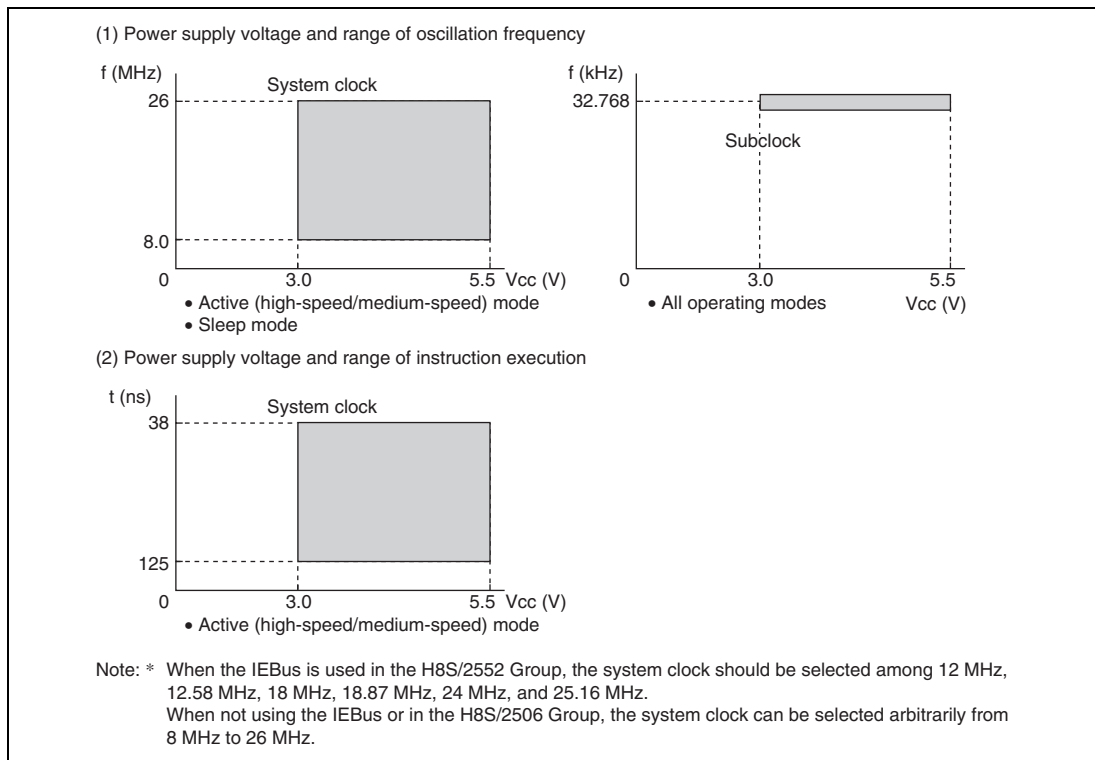 (1) Power supply voltage and range of oscillation frequency
f (MHz)
System clock
26
8.0
0
3.0
5.5 Vcc (V)
• Active (high-speed/medium-speed) mode
• Sleep mode
f (kHz)
32.768
Subclock
0
3.0
5.5
• All operating modes
Vcc (V)
(2) Power supply voltage and range of instruction execution
t (ns)
System clock
38
125
0
3.0
5.5 Vcc (V)
• Active (high-speed/medium-speed) mode
Note: * When the IEBus is used in the H8S/2552 Group, the system clock should be selected among 12 MHz,
12.58 MHz, 18 MHz, 18.87 MHz, 24 MHz, and 25.16 MHz.
When not using the IEBus or in the H8S/2506 Group, the system clock can be selected arbitrarily from
8 MHz to 26 MHz.